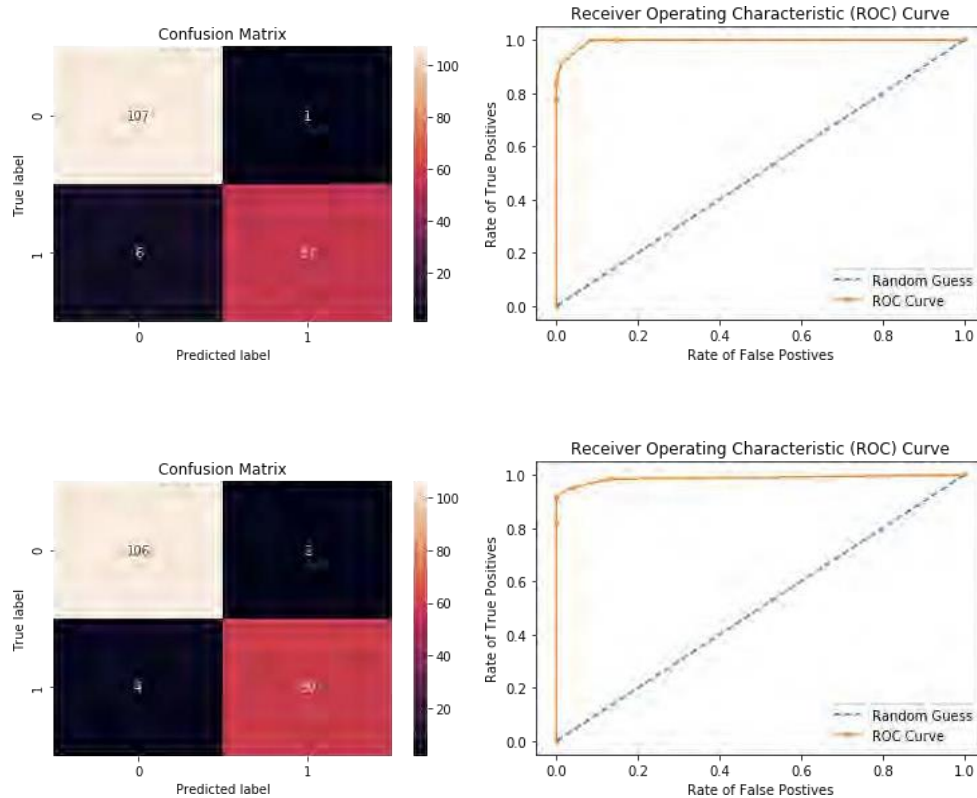 Confusion Matrix
107
1
6
0
1
True label
0
1
Predicted label
100
80
60
40
20
Receiver Operating Characteristic (ROC) Curve
1.0
0.8
0.6
0.4
0.2
0.0
Rate of True Positives
Random Guess
ROC Curve
0.0 0.2 0.4 0.6 0.8 1.0
Rate of False Postives
Confusion Matrix
106
4
0
1
True label
0
1
Predicted label
100
80
60
40
20
Receiver Operating Characteristic (ROC) Curve
1.0
0.8
0.6
0.4
0.2
0.0
Rate of True Positives
Random Guess
ROC Curve
0.0 0.2 0.4 0.6 0.8 1.0
Rate of False Postives